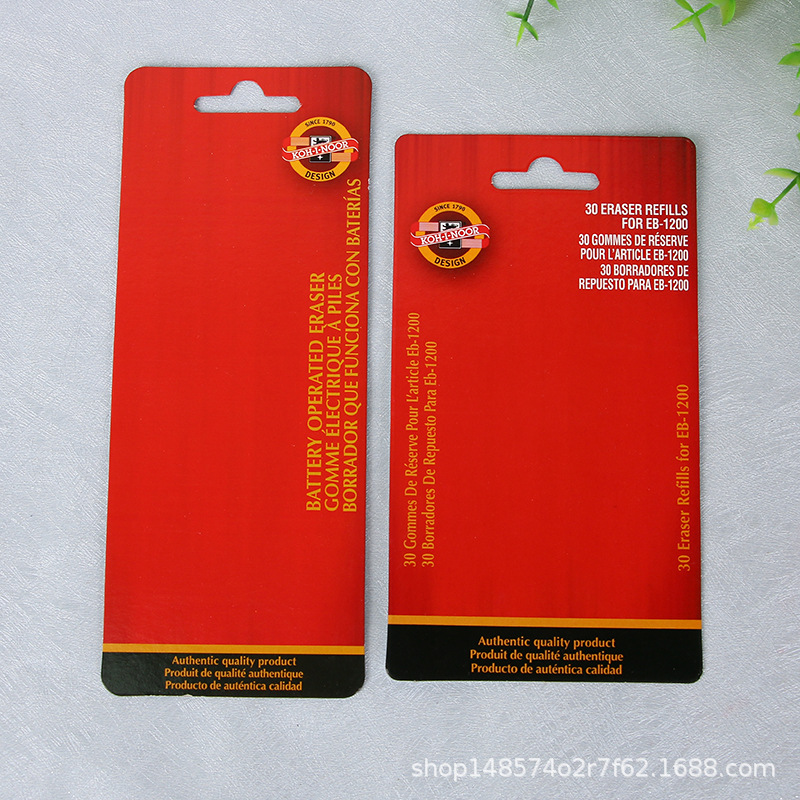 SINCE 1790
KOH-I-NOOR
DESIGN
BATTERY OPERATED ERASER
GOMME ÉLECTRIQUE À PILES
BORRADOR QUE FUNCIONA CON BATERÍAS
Authentic quality product
Produit de qualité authentique
Producto de auténtica calidad
SINCE 1790
KOH-I-NOOR
DESIGN
30 ERASER REFILLS
FOR EB-1200
30 GOMMES DE RÉSERVE
POUR L'ARTICLE EB-1200
30 BORRADORES DE
REPUESTO PARA EB-1200
30 Gommes De Réserve Pour L'article Eb-1200
30 Borradores De Repuesto Para Eb-1200
30 Eraser Refills for EB-1200
Authentic quality product
Produit de qualité authentique
Producto de auténtica calidad
shop148574o2r7f62.1688.com